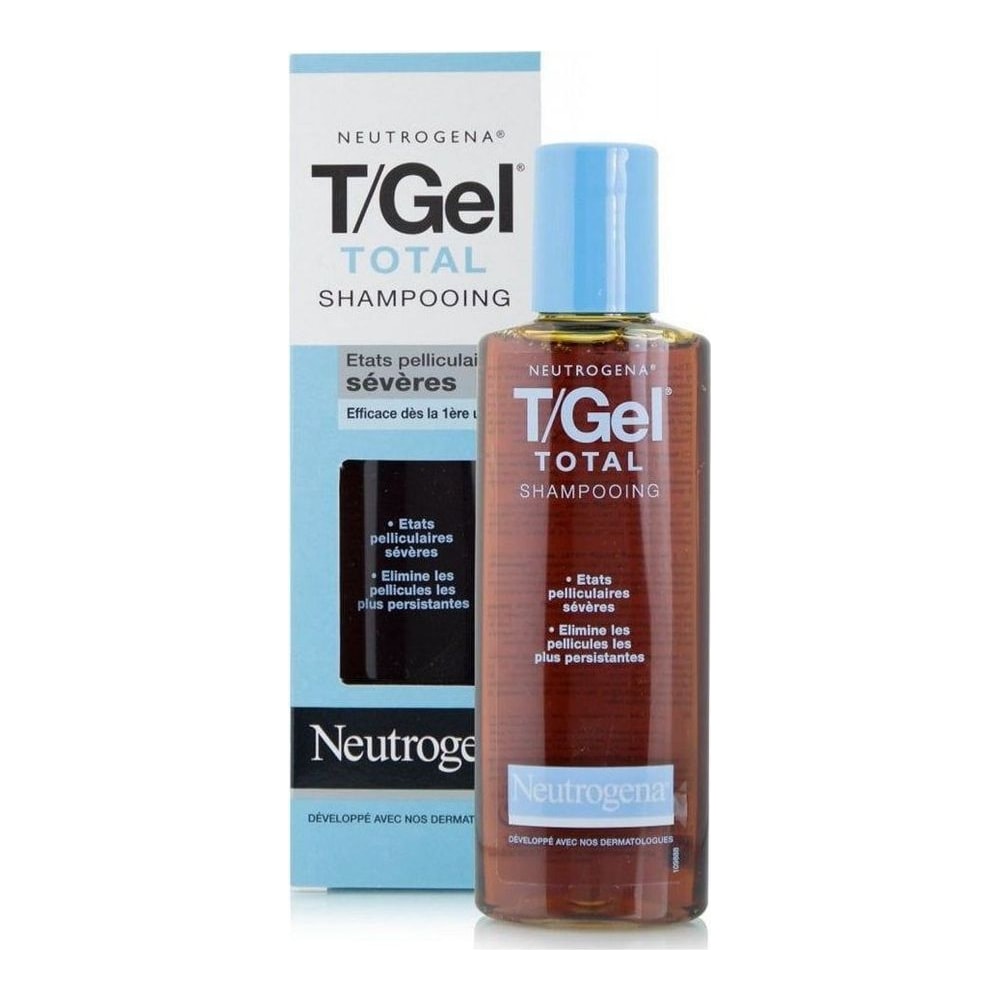 NEUTROGENA®
T/Gel®
TOTAL
SHAMPOOING
Etats pelliculai
sévères
Efficace dès la 1ère u
• Etats
pelliculaires
sévères
• Elimine les
pellicules les
plus persistantes
Neutroge
DÉVELOPPÉ AVEC NOS DERMAT
NEUTROGENA®
T/Gel®
TOTAL
SHAMPOOING
• Etats
pelliculaires
sévères
• Elimine les
pellicules les
plus persistantes
Neutrogena®
DÉVELOPPÉ AVEC NOS DERMATOLOGUES
109888